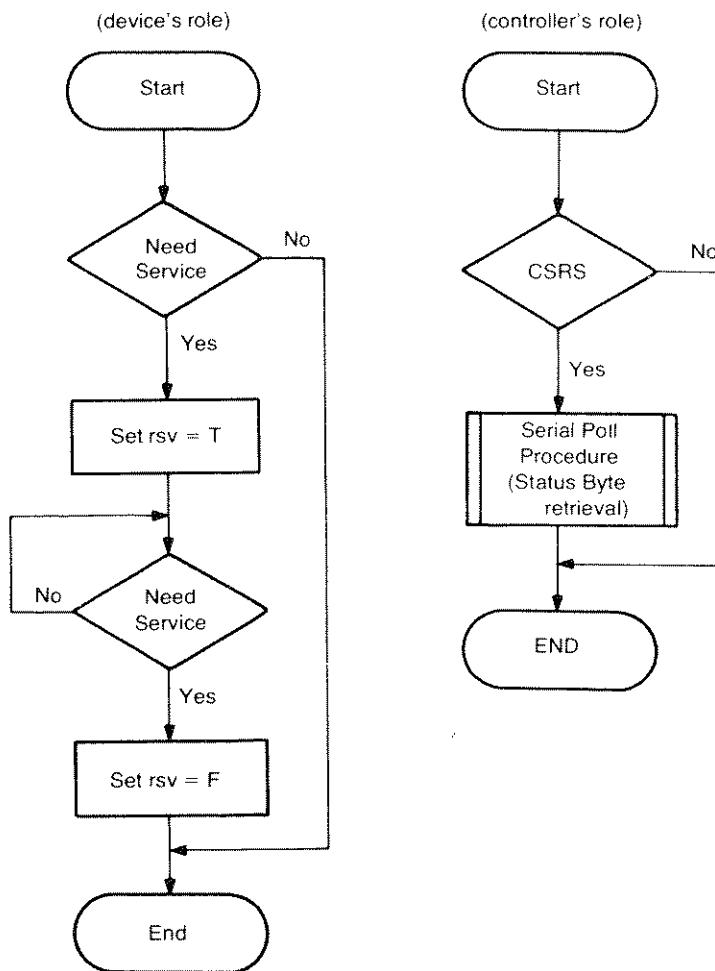 (device's role)
Start
Need
Service
No
Yes
Set rsv = T
No
Need
Service
Yes
Set rsv = F
End
(controller's role)
Start
CSRS
No
Yes
Serial Poll
Procedure
(Status Byte
retrieval)
END